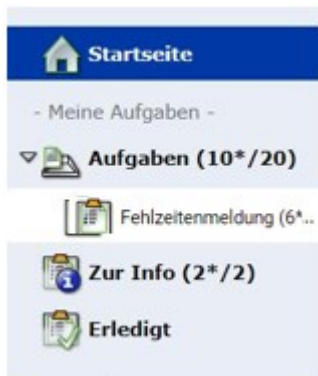 Startseite
- Meine Aufgaben -
Aufgaben (10*/20)
Fehlzeitenmeldung (6*...
Zur Info (2*/2)
Erledigt